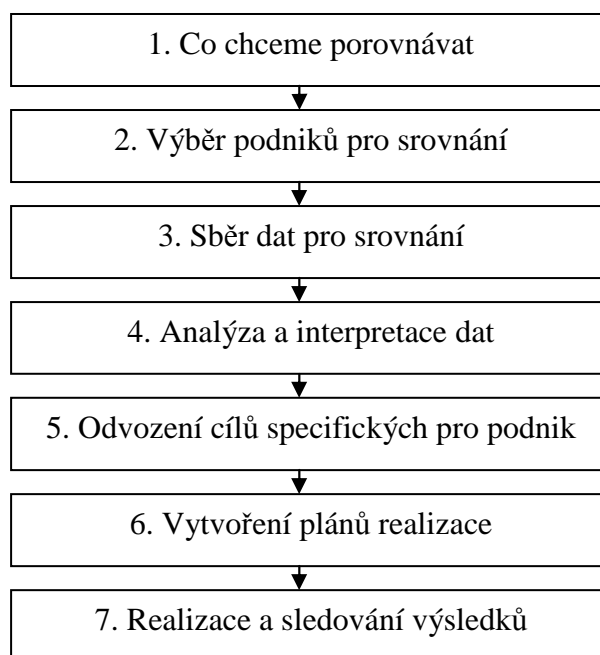 1. Co chceme porovnávat
2. Výběr podniků pro srovnání
3. Sběr dat pro srovnání
4. Analýza a interpretace dat
5. Odvození cílů specifických pro podnik
6. Vytvoření plánů realizace
7. Realizace a sledování výsledků